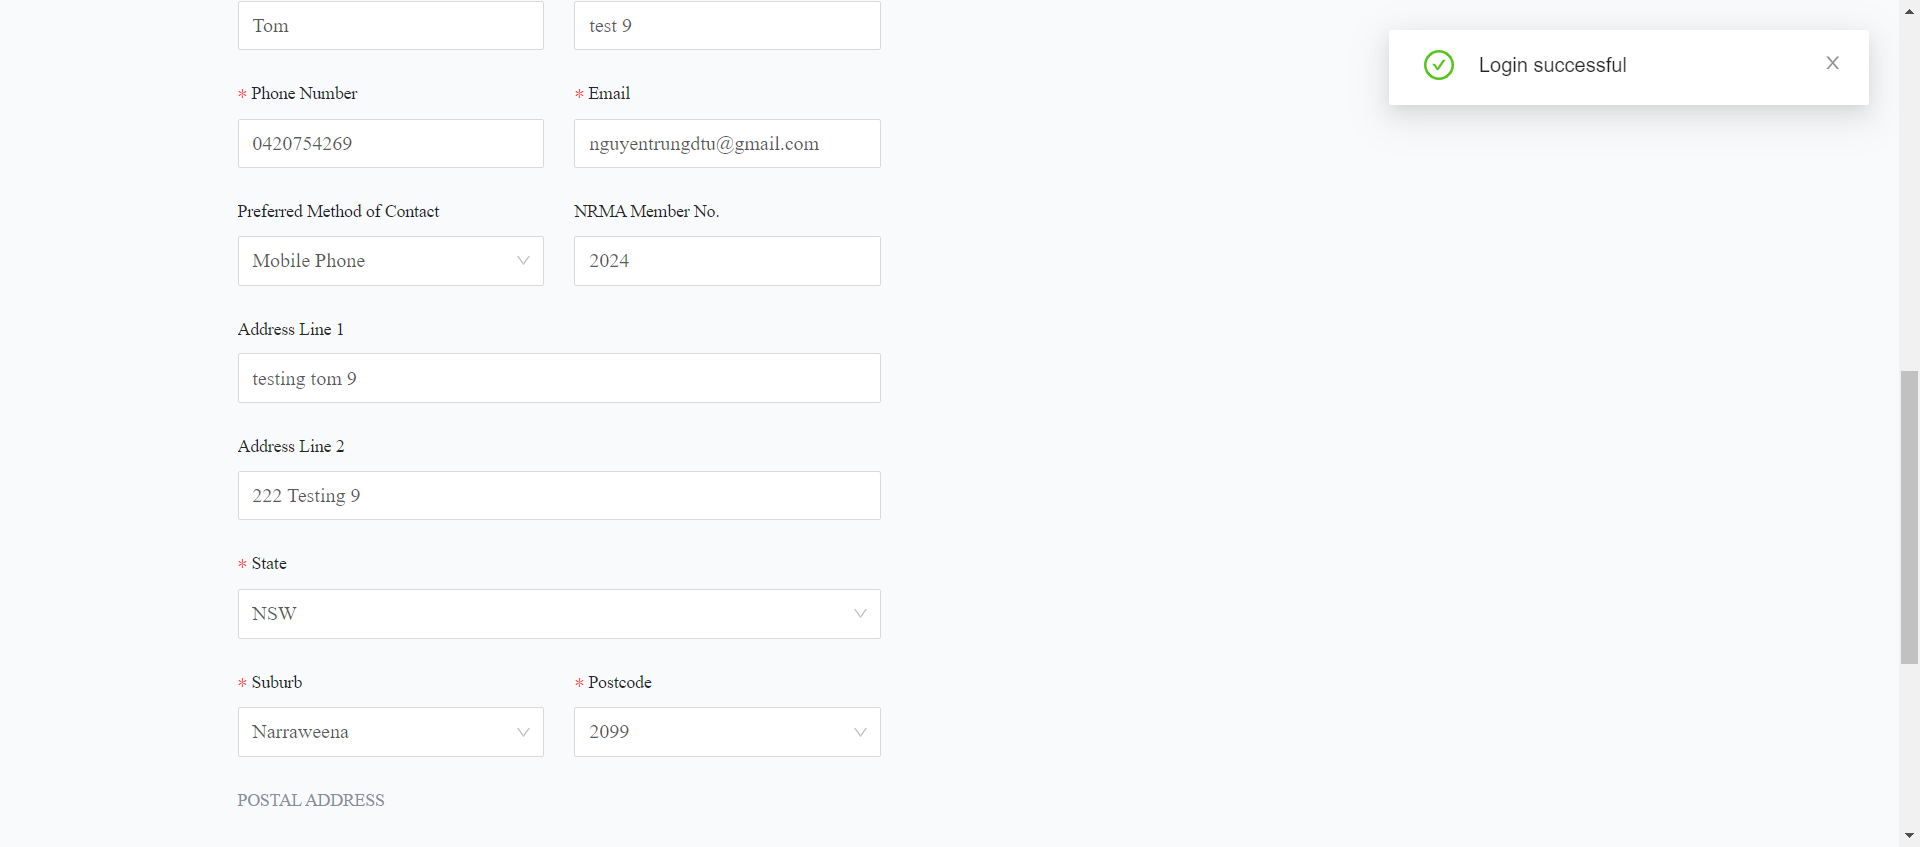 Tom
test 9
Login successful
* Phone Number
* Email
0420754269
nguyentrungdtu@gmail.com
Preferred Method of Contact
NRMA Member No.
Mobile Phone
2024
Address Line 1
testing tom 9
Address Line 2
222 Testing 9
* State
NSW
* Suburb
* Postcode
Narraweena
2099
POSTAL ADDRESS